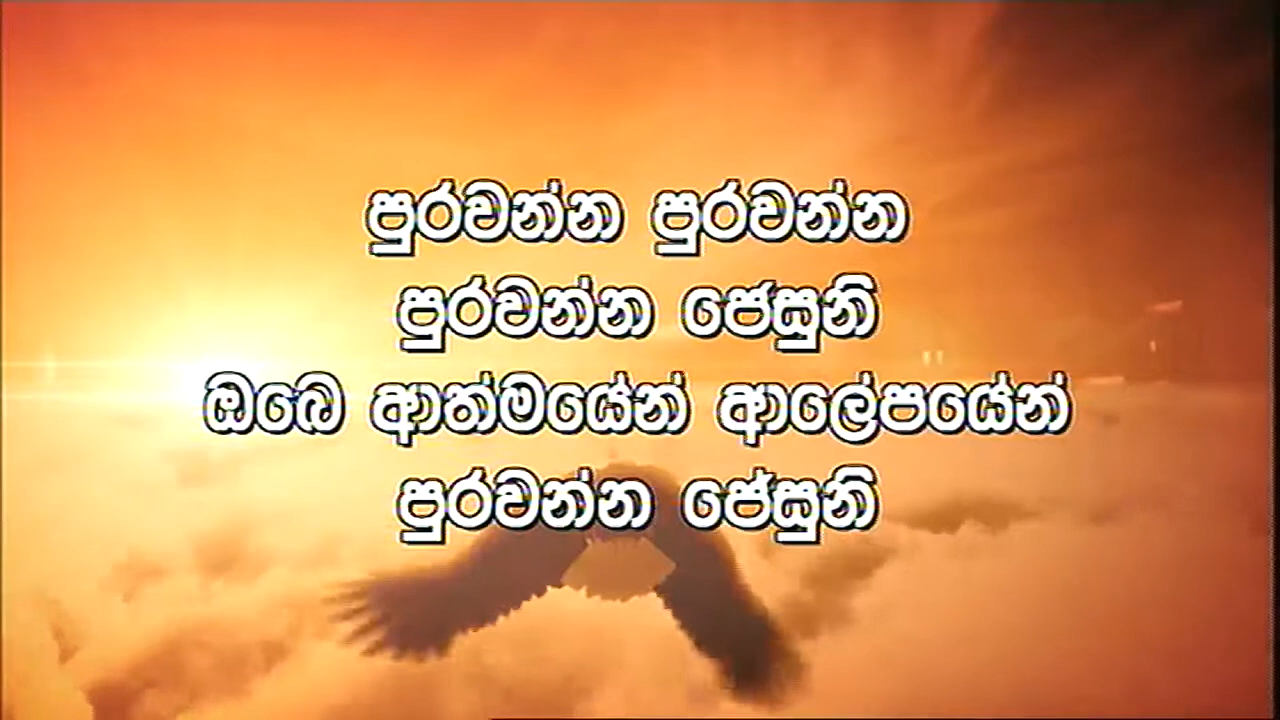 පුරවන්න පුරවන්න
පුරවන්න ජෙසුනි
ඔබෙ ආත්මයේන් ආලේපයේන්
පුරවන්න ජේසුනි